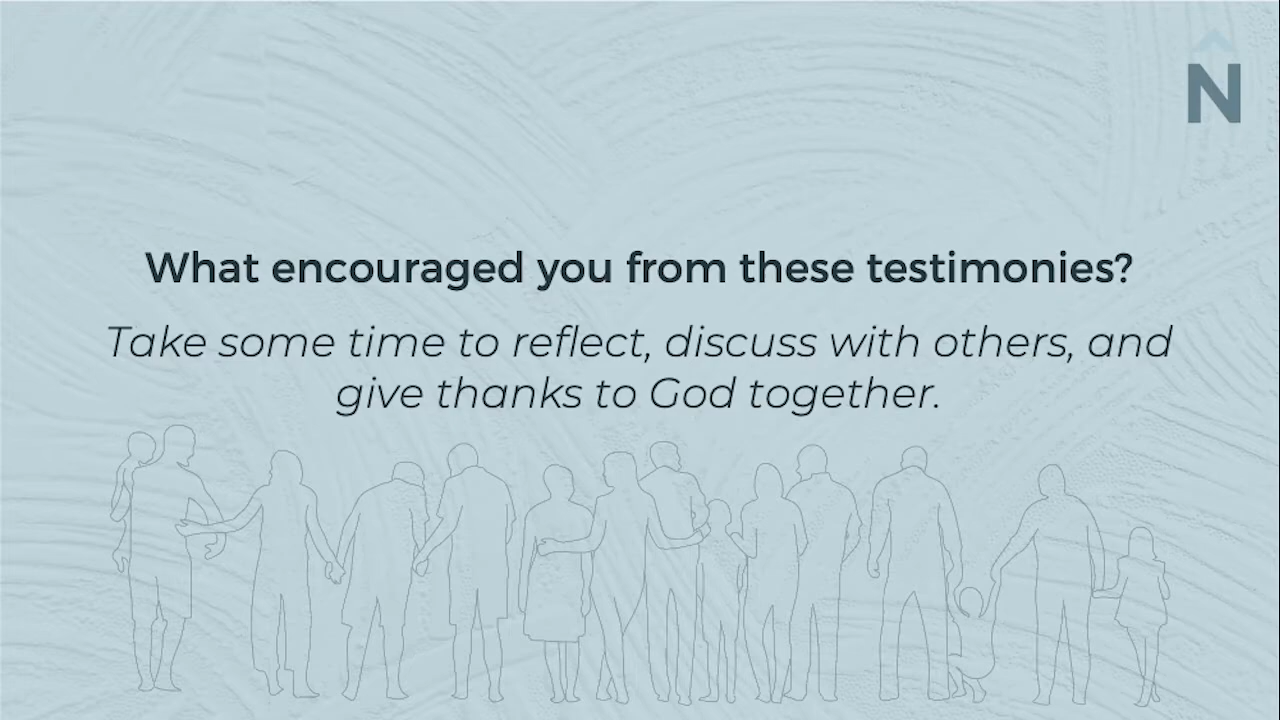 N
What encouraged you from these testimonies?
Take some time to reflect, discuss with others, and
give thanks to God together.